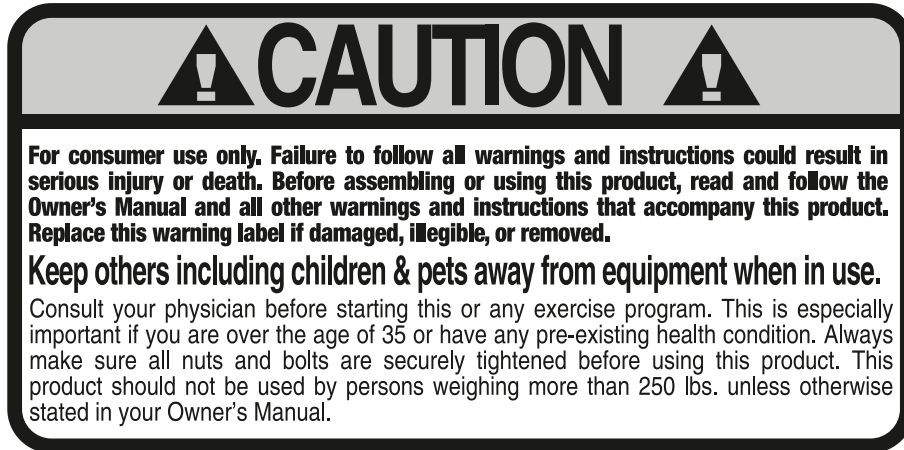 CAUTION
For consumer use only. Failure to follow all warnings and instructions could result in
serious injury or death. Before assembling or using this product, read and follow the
Owner's Manual and all other warnings and instructions that accompany this product.
Replace this warning label if damaged, illegible, or removed.
Keep others including children & pets away from equipment when in use.
Consult your physician before starting this or any exercise program. This is especially
important if you are over the age of 35 or have any pre-existing health condition. Always
make sure all nuts and bolts are securely tightened before using this product. This
product should not be used by persons weighing more than 250 lbs. unless otherwise
stated in your Owner's Manual.